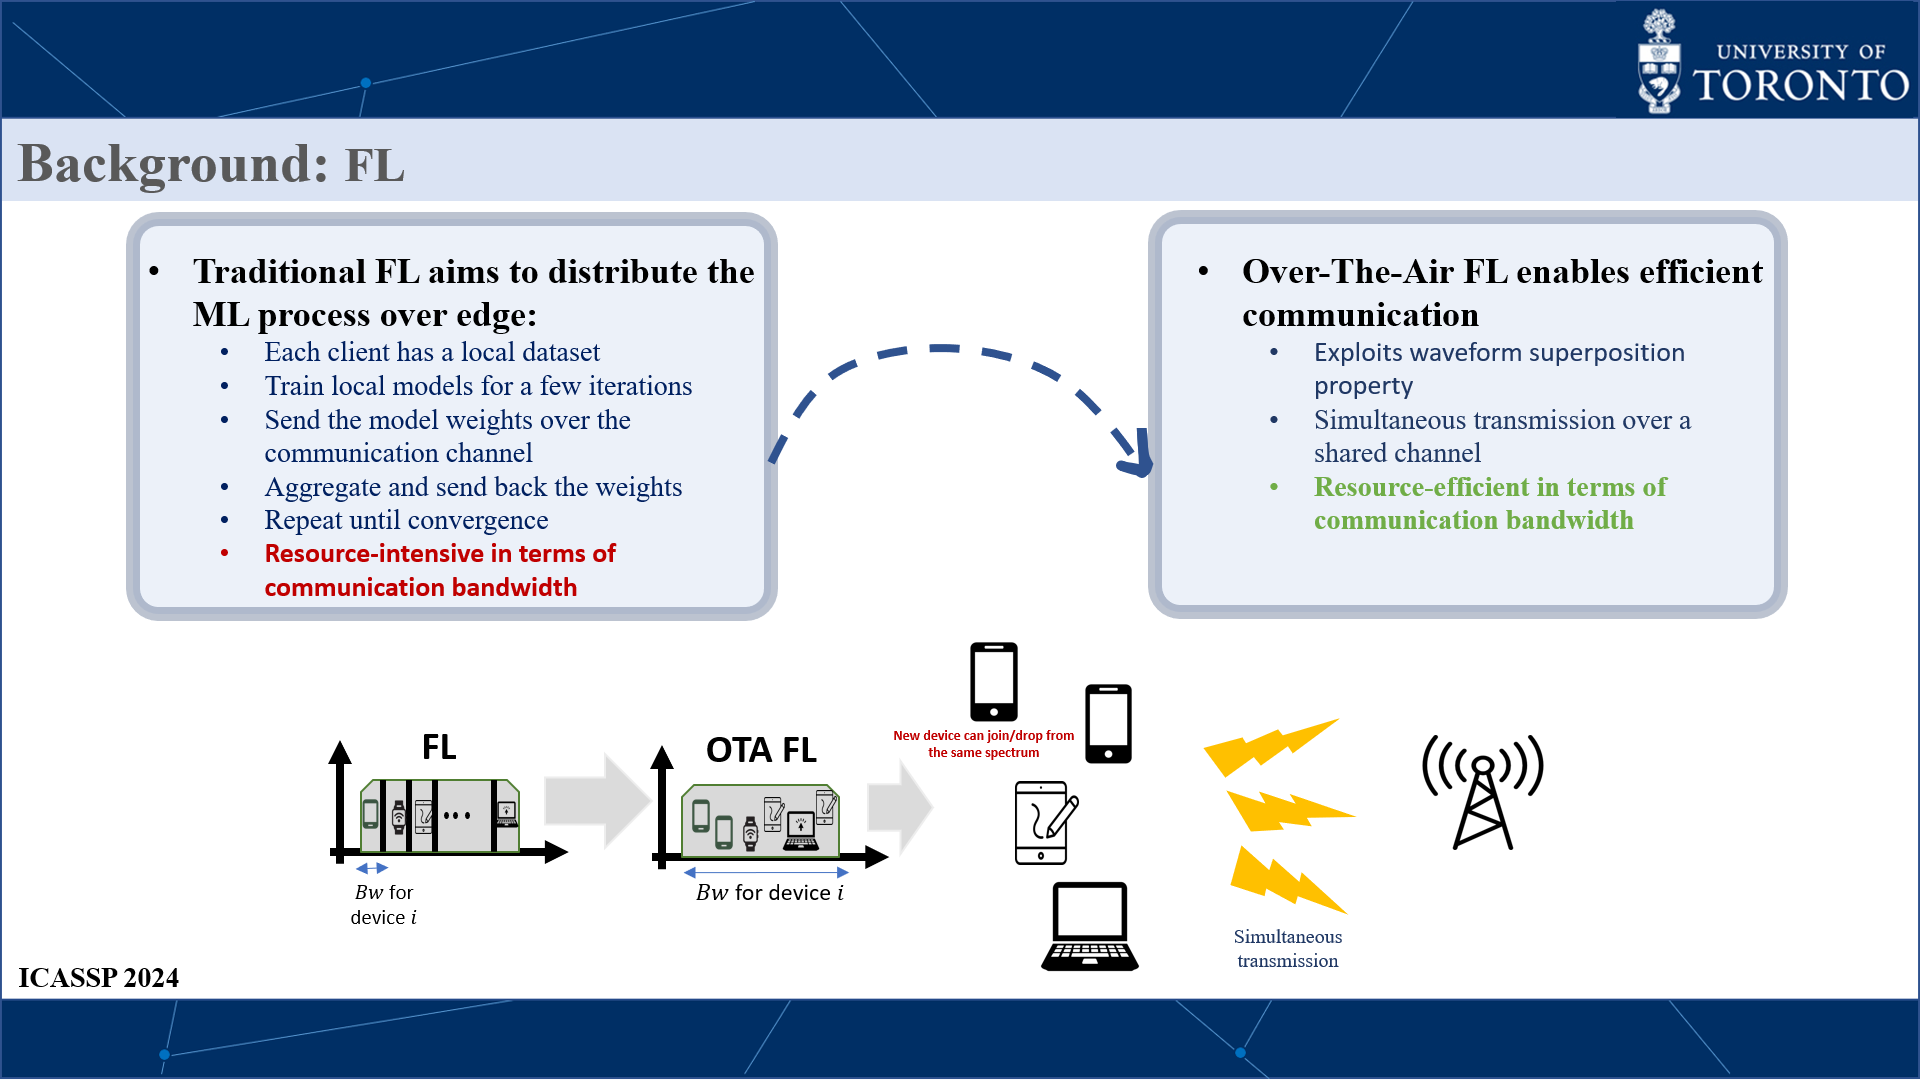 UNIVERSITY OF
TORONTO
Background: FL
• Traditional FL aims to distribute the
ML process over edge:
• Each client has a local dataset
• Train local models for a few iterations
• Send the model weights over the
communication channel
• Aggregate and send back the weights
• Repeat until convergence
• Resource-intensive in terms of
communication bandwidth
• Over-The-Air FL enables efficient
communication
• Exploits waveform superposition
property
• Simultaneous transmission over a
shared channel
• Resource-efficient in terms of
communication bandwidth
FL
Bw for
device i
OTA FL
Bw for device i
New device can join/drop from
the same spectrum
Simultaneous
transmission
ICASSP 2024